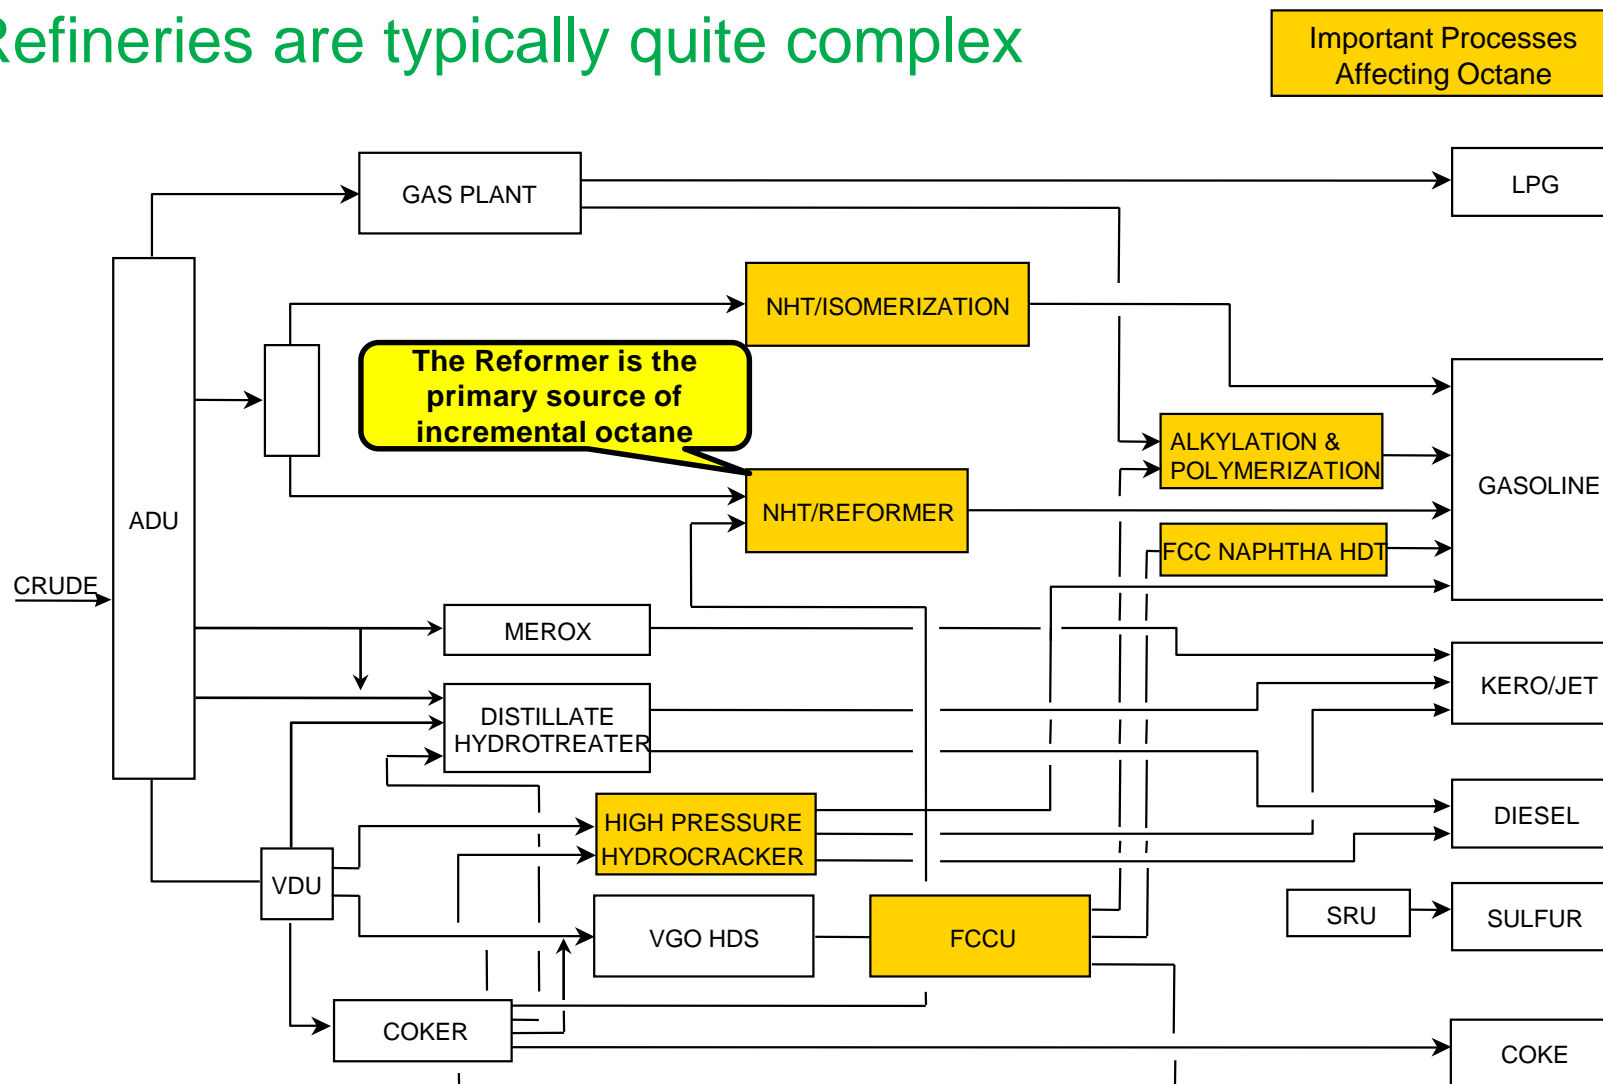 Refineries are typically quite complex
Important Processes
Affecting Octane
GAS PLANT
LPG
NHT/ISOMERIZATION
The Reformer is the
primary source of
incremental octane
ALKYLATION &
POLYMERIZATION
GASOLINE
NHT/REFORMER
ADU
FCC NAPHTHA HDT
CRUDE
MEROX
KERO/JET
DISTILLATE
HYDROTREATER
HIGH PRESSURE
HYDROCRACKER
DIESEL
VDU
SRU
SULFUR
VGO HDS
FCCU
COKER
COKE